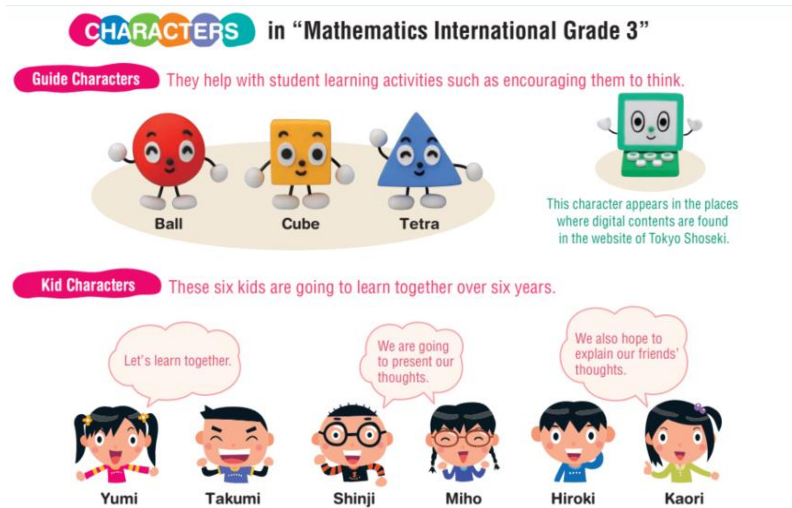 CHARACTERS in “Mathematics International Grade 3”
Guide Characters They help with student learning activities such as encouraging them to think.
Ball Cube Tetra
This character appears in the places
where digital contents are found
in the website of Tokyo Shoseki.
Kid Characters These six kids are going to learn together over six years.
Let's learn together.
We are going
to present our
thoughts.
We also hope to
explain our friends'
thoughts.
Yumi Takumi Shinji Miho Hiroki Kaori